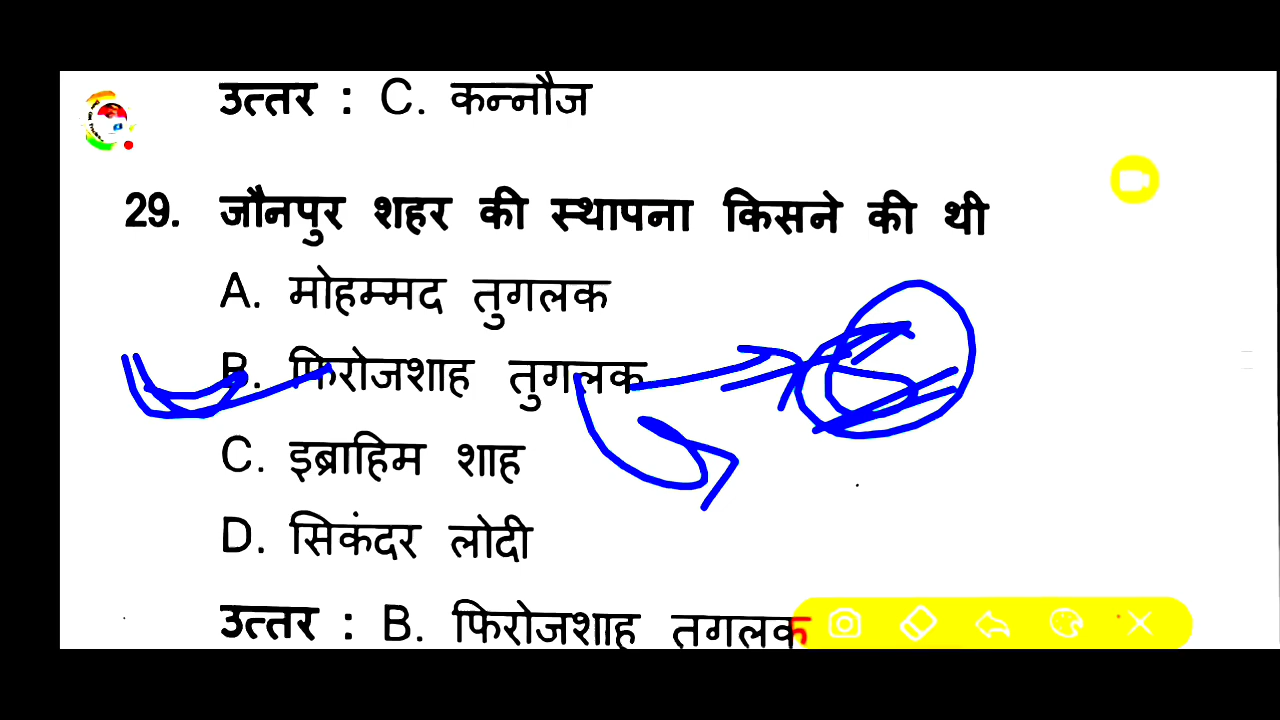 उत्तर : C. कन्नौज
29. जौनपुर शहर की स्थापना किसने की थी
A. मोहम्मद तुगलक
B. फिरोजशाह तुगलक
C. इब्राहिम शाह
D. सिकंदर लोदी
उत्तर : B. फिरोजशाह तुगलक